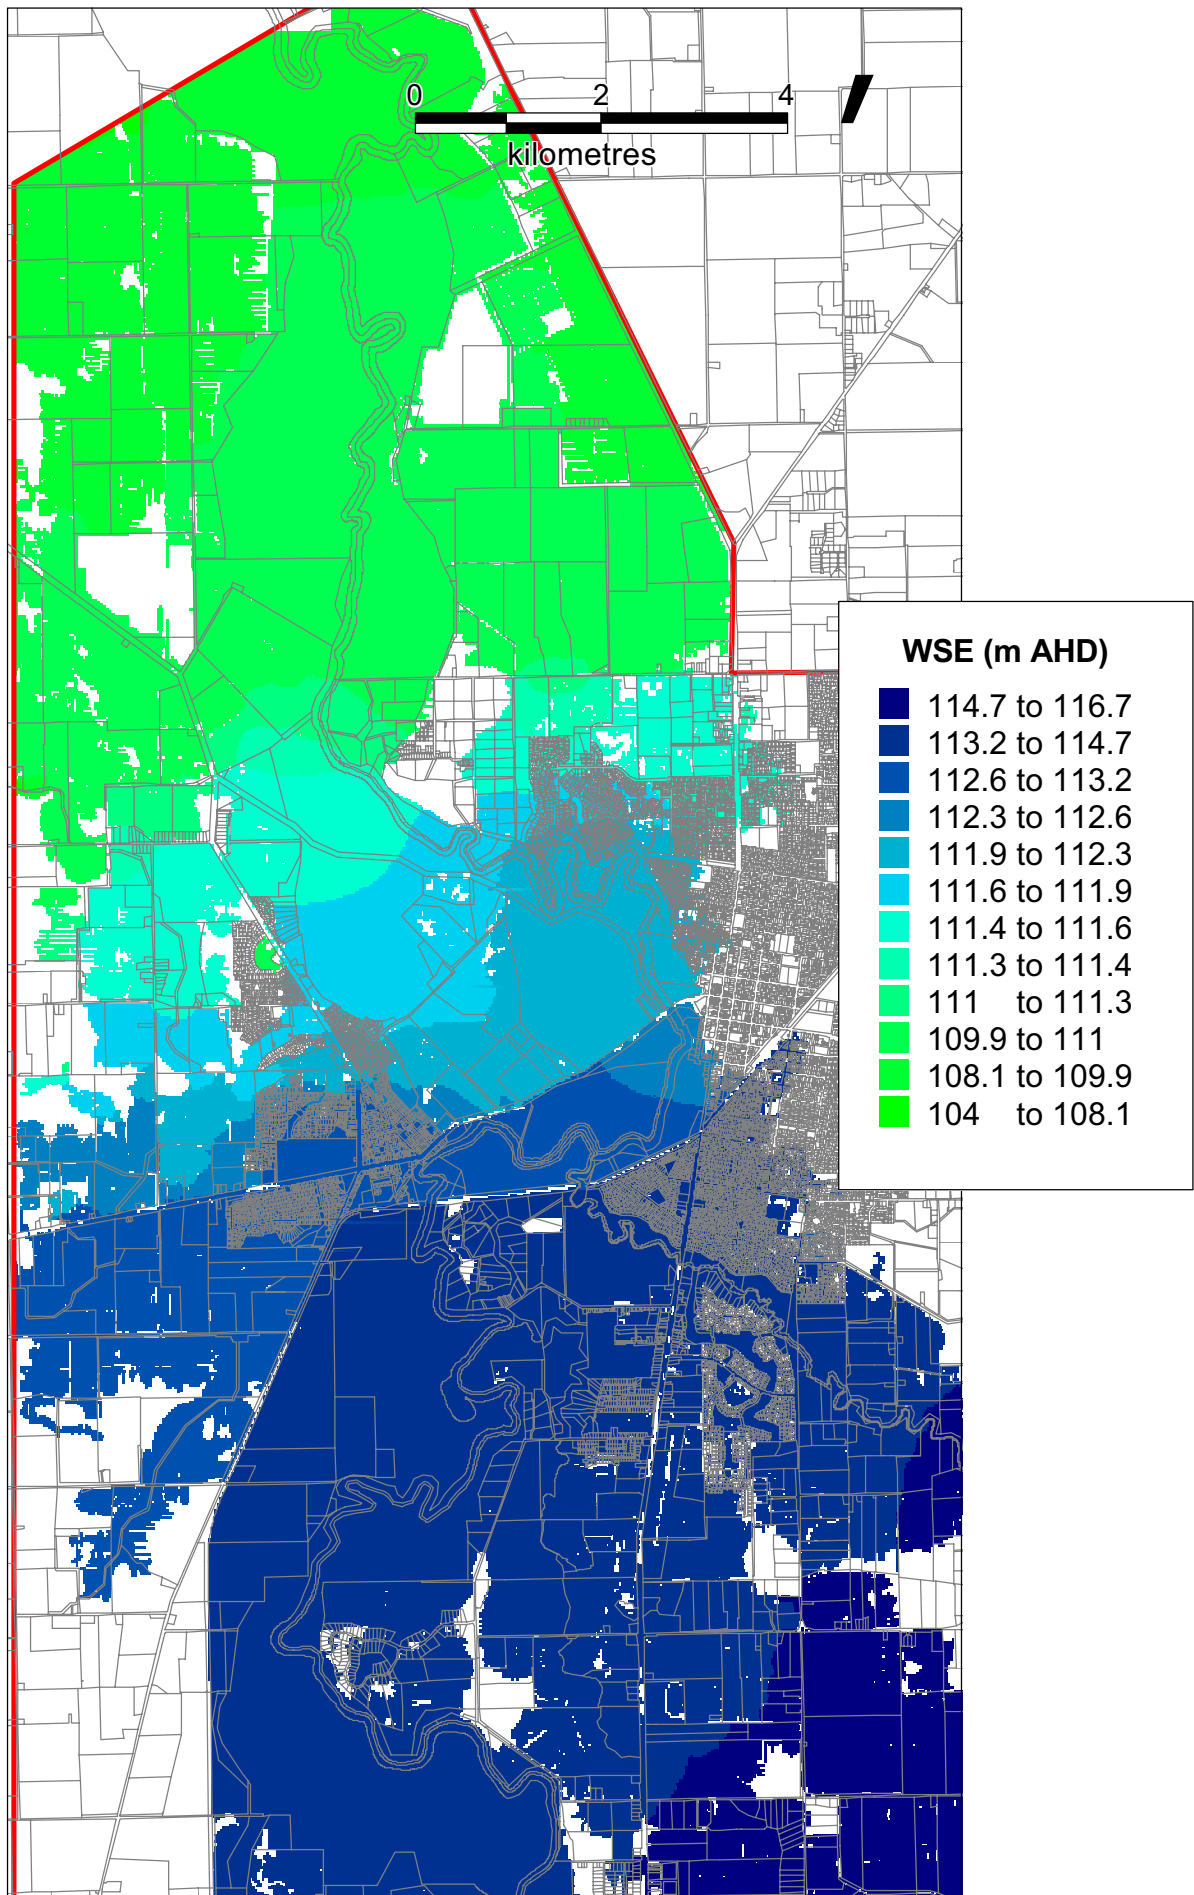 0 2 4
kilometres
WSE (m AHD)
114.7 to 116.7
113.2 to 114.7
112.6 to 113.2
112.3 to 112.6
111.9 to 112.3
111.6 to 111.9
111.4 to 111.6
111.3 to 111.4
111 to 111.3
109.9 to 111
108.1 to 109.9
104 to 108.1